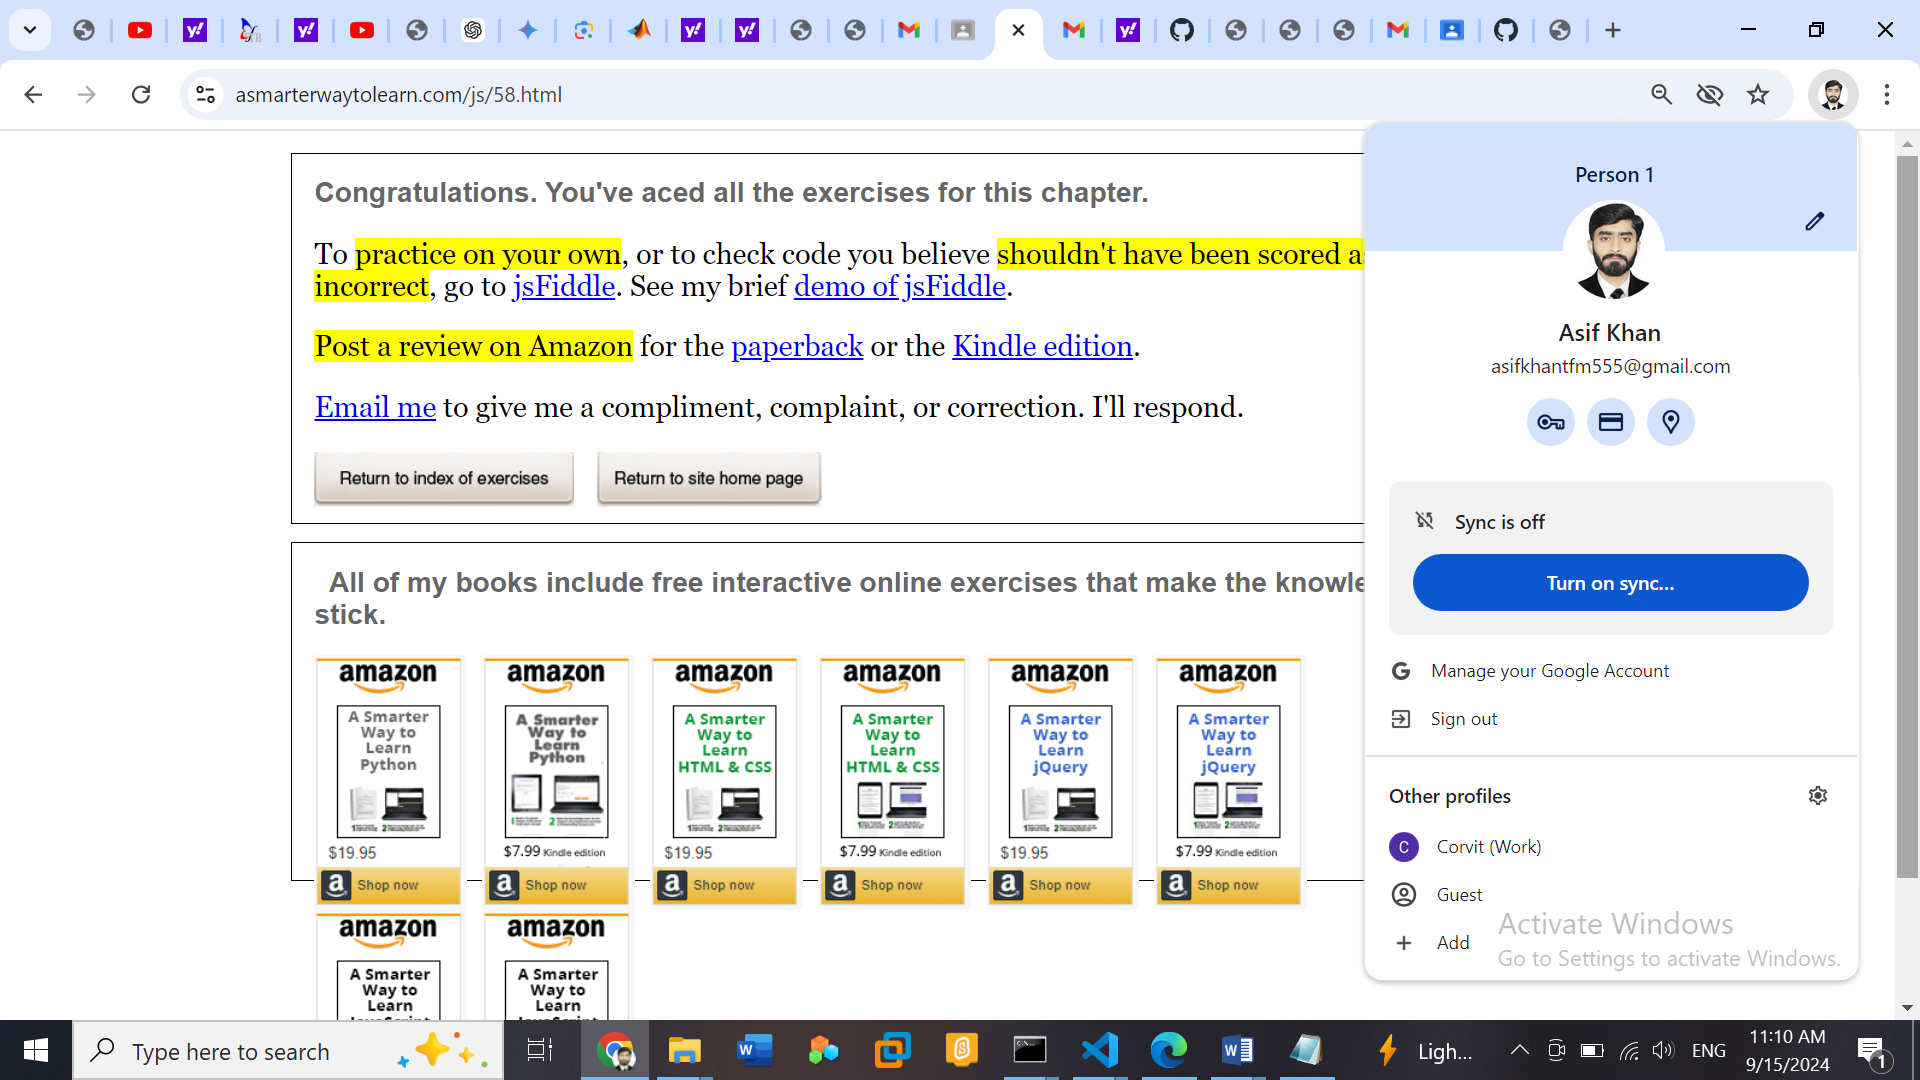 asmarterwaytolearn.com/js/58.html
Congratulations. You've aced all the exercises for this chapter.
To practice on your own, or to check code you believe shouldn't have been scored as
incorrect, go to jsFiddle. See my brief demo of jsFiddle.
Post a review on Amazon for the paperback or the Kindle edition.
Email me to give me a compliment, complaint, or correction. I'll respond.
Return to index of exercises Return to site home page
All of my books include free interactive online exercises that make the knowle
stick.
amazon amazon amazon amazon amazon amazon
A Smarter A Smarter A Smarter A Smarter A Smarter A Smarter
Way to Way to Way to Way to Way to Way to
Learn Learn Learn Learn Learn Learn
Python Python HTML & CSS HTML & CSS jQuery jQuery
$19.95 $7.99 Kindle edition $19.95 $7.99 Kindle edition $19.95 $7.99 Kindle edition
Shop now Shop now Shop now Shop now Shop now Shop now
amazon amazon
A Smarter A Smarter
Way to Way to
Learn Learn
JavaScript JavaScript
Person 1
Asif Khan
asifkhantfm555@gmail.com
Sync is off
Turn on sync...
Manage your Google Account
Sign out
Other profiles
C Corvit (Work)
Guest
Add
Activate Windows
Go to Settings to activate Windows.
Type here to search
Ligh...
ENG
11:10 AM
9/15/2024
1